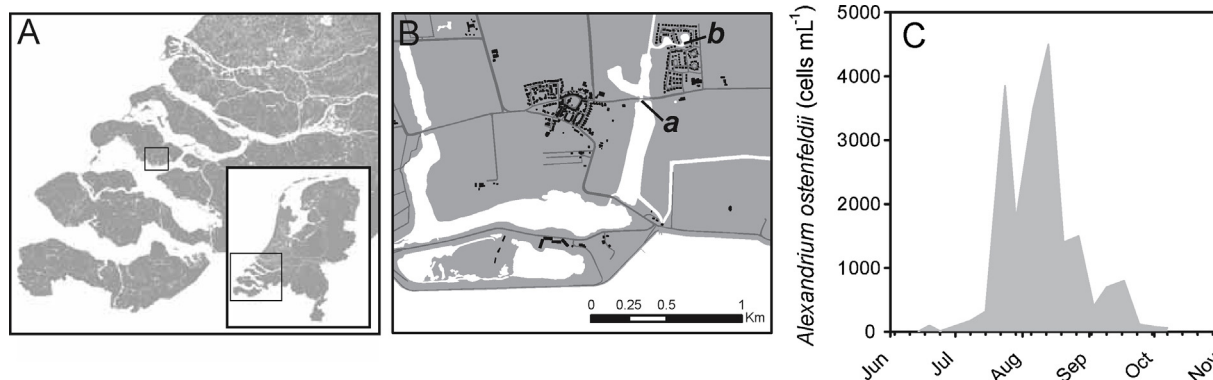 A
B
b
a
0 0.25 0.5 1
Km
C
Alexandrium ostenfeldii (cells mL-1)
5000
4000
3000
2000
1000
0
Jun Jul Aug Sep Oct Nov